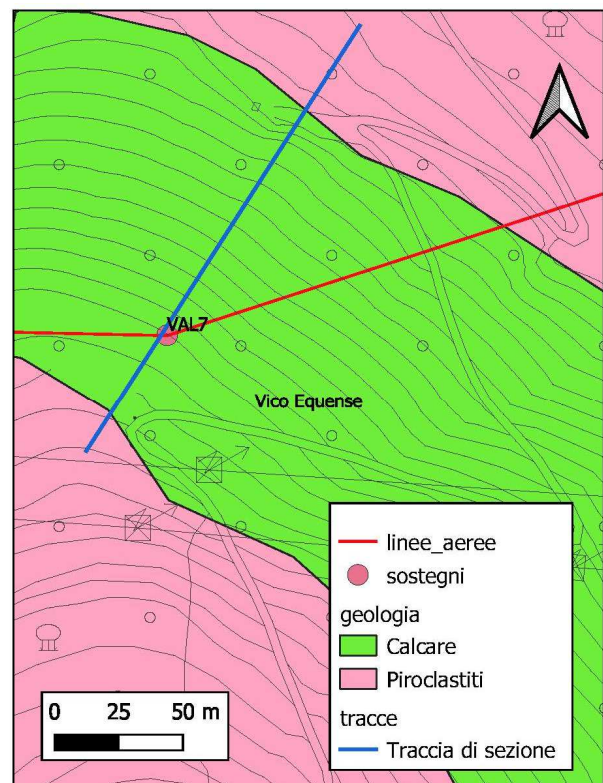 VAL7
Vico Equense
linee_aeree
sostegni
geologia
Calcare
Piroclastiti
tracce
Traccia di sezione
0 25 50 m